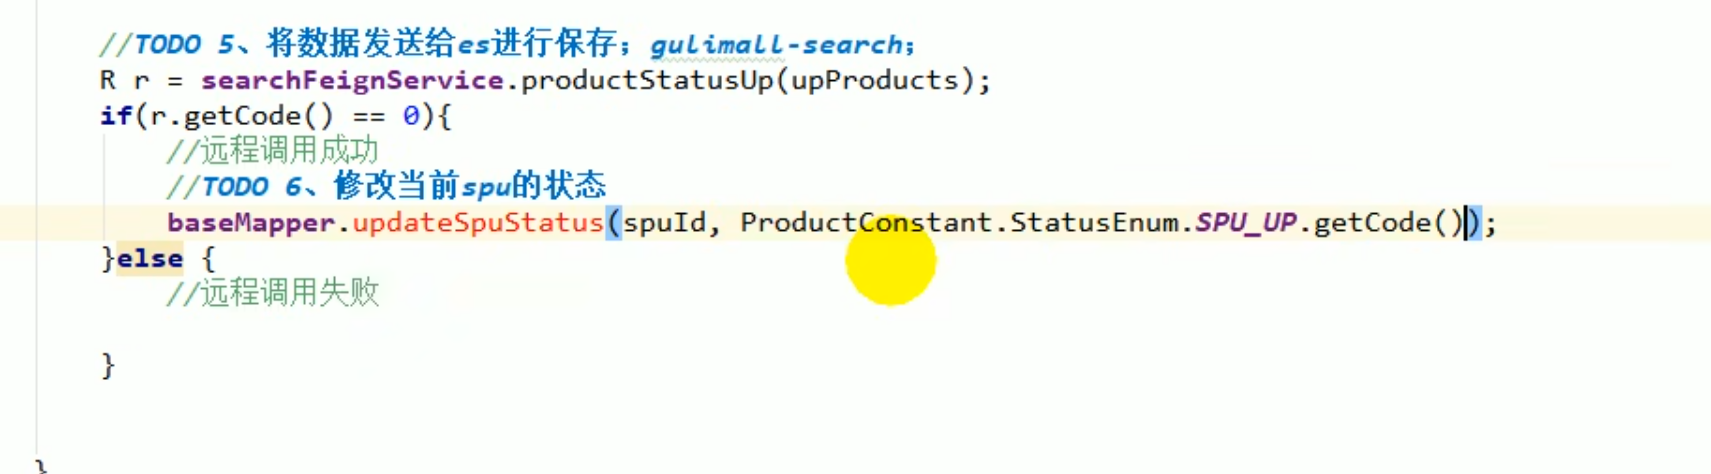 //TODO 5、将数据发送给es进行保存；gulimall-search；
R r = searchFeignService.productStatusUp(upProducts);
if(r.getCode() == 0){
//远程调用成功
//TODO 6、修改当前spu的状态
baseMapper.updateSpuStatus(spuId, ProductConstant.StatusEnum.SPU_UP.getCode());
}else {
//远程调用失败
}
}